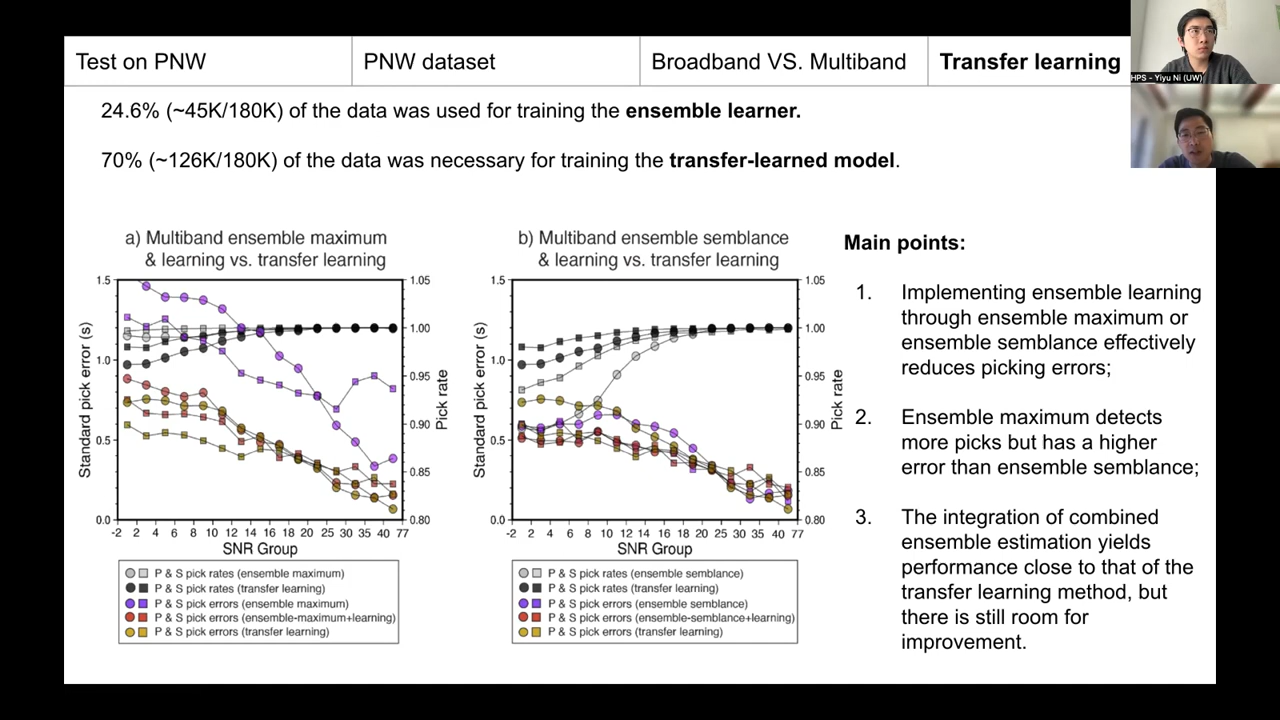 Test on PNW
PNW dataset
Broadband VS. Multiband
Transfer learning
HPS - Yiyu Ni (UW)
24.6% (~45K/180K) of the data was used for training the ensemble learner.
70% (~126K/180K) of the data was necessary for training the transfer-learned model.
a) Multiband ensemble maximum
& learning vs. transfer learning
1.5
1.0
0.5
0.0
Standard pick error (s)
1.05
1.00
0.95
0.90
0.85
0.80
Pick rate
-2 2 4 6 8 10 12 14 16 18 20 25 30 35 40 77
SNR Group
P & S pick rates (ensemble maximum)
P & S pick rates (transfer learning)
P & S pick errors (ensemble maximum)
P & S pick errors (ensemble-maximum+learning)
P & S pick errors (transfer learning)
b) Multiband ensemble semblance
& learning vs. transfer learning
1.5
1.0
0.5
0.0
Standard pick error (s)
1.05
1.00
0.95
0.90
0.85
0.80
Pick rate
-2 2 4 6 8 10 12 14 16 18 20 25 30 35 40 77
SNR Group
P & S pick rates (ensemble semblance)
P & S pick rates (transfer learning)
P & S pick errors (ensemble semblance)
P & S pick errors (ensemble-semblance+learning)
P & S pick errors (transfer learning)
Main points:
1. Implementing ensemble learning
through ensemble maximum or
ensemble semblance effectively
reduces picking errors;
2. Ensemble maximum detects
more picks but has a higher
error than ensemble semblance;
3. The integration of combined
ensemble estimation yields
performance close to that of the
transfer learning method, but
there is still room for
improvement.